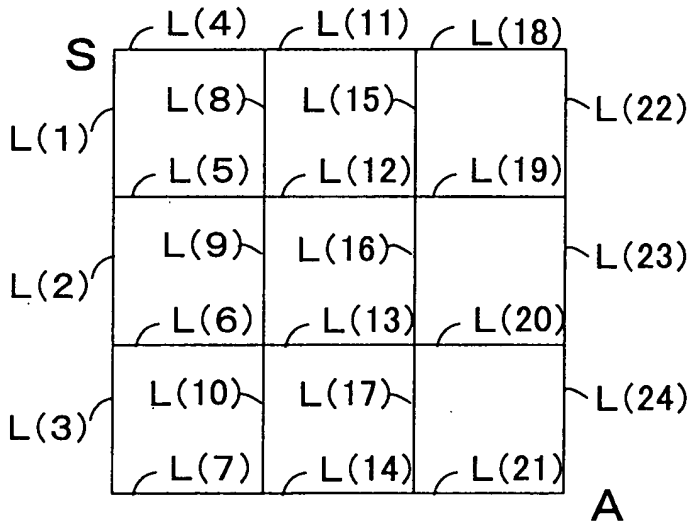 L(4) L(11) L(18)
S
L(8) L(15) L(22)
L(1)
L(5) L(12) L(19)
L(9) L(16) L(23)
L(2)
L(6) L(13) L(20)
L(10) L(17) L(24)
L(3)
L(7) L(14) L(21)
A